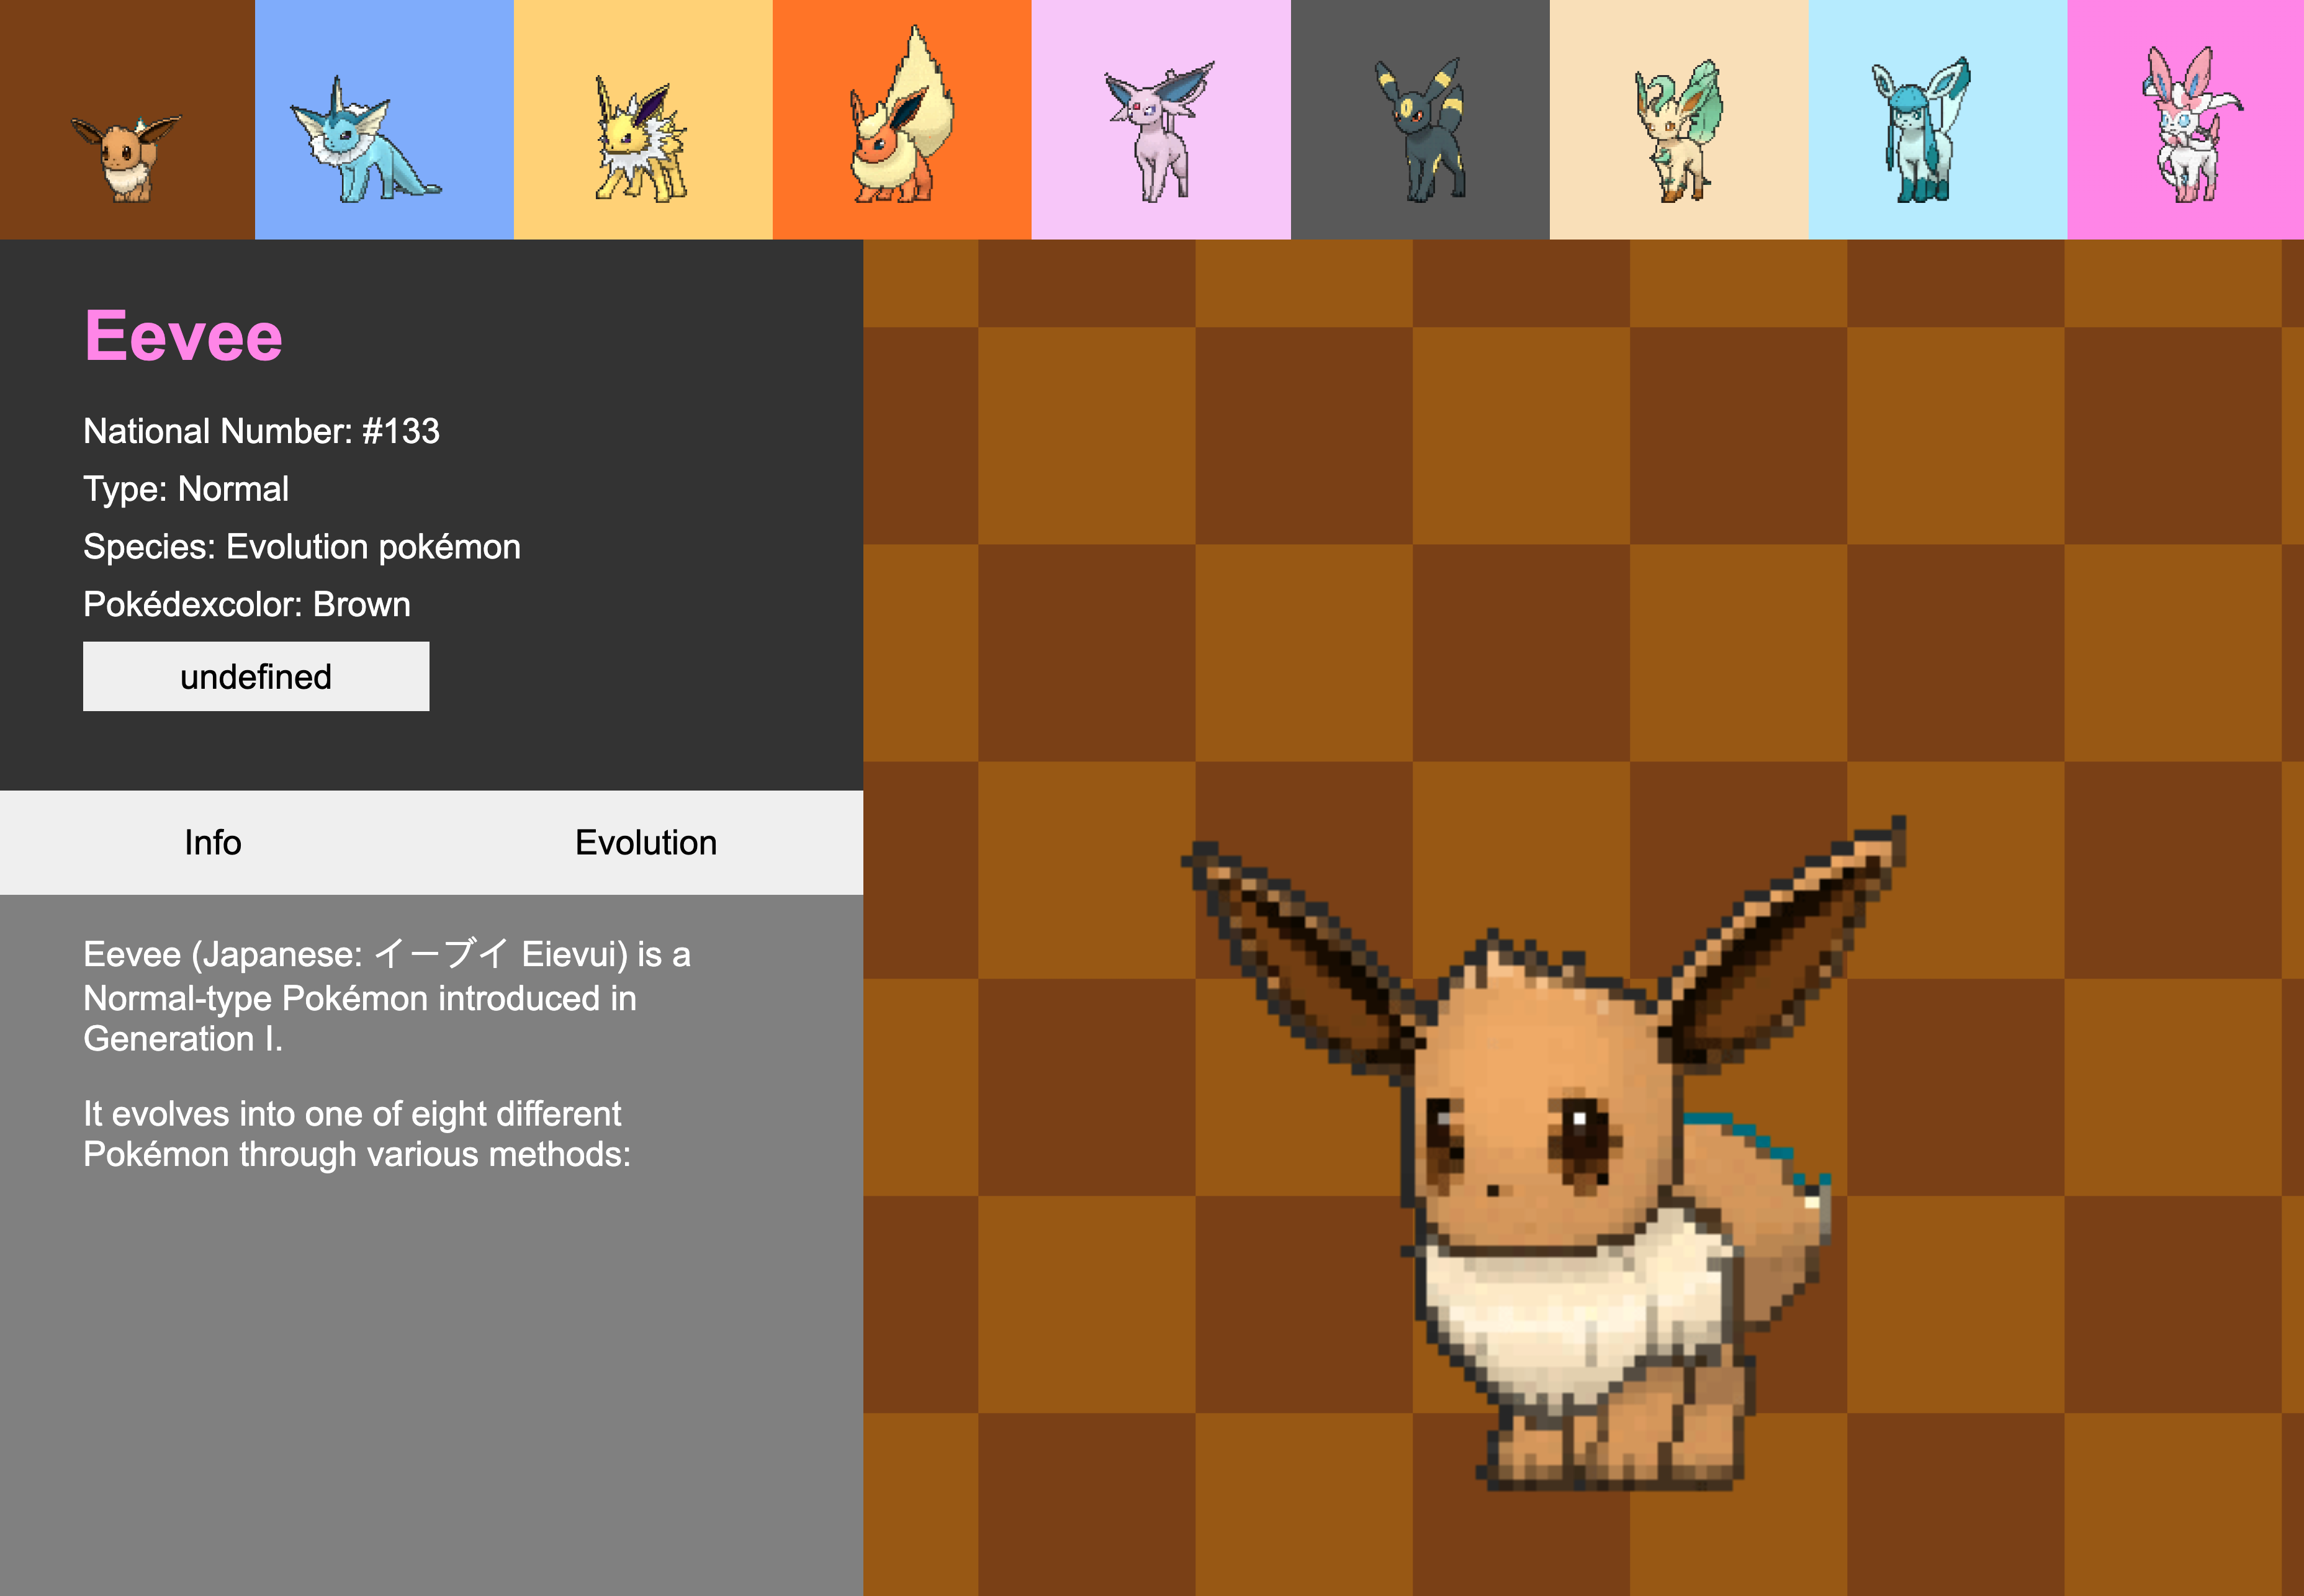 Eevee
National Number: #133
Type: Normal
Species: Evolution pokémon
Pokédexcolor: Brown
undefined
Info
Evolution
Eevee (Japanese: イーブイ Eievui) is a
Normal-type Pokémon introduced in
Generation I.
It evolves into one of eight different
Pokémon through various methods: